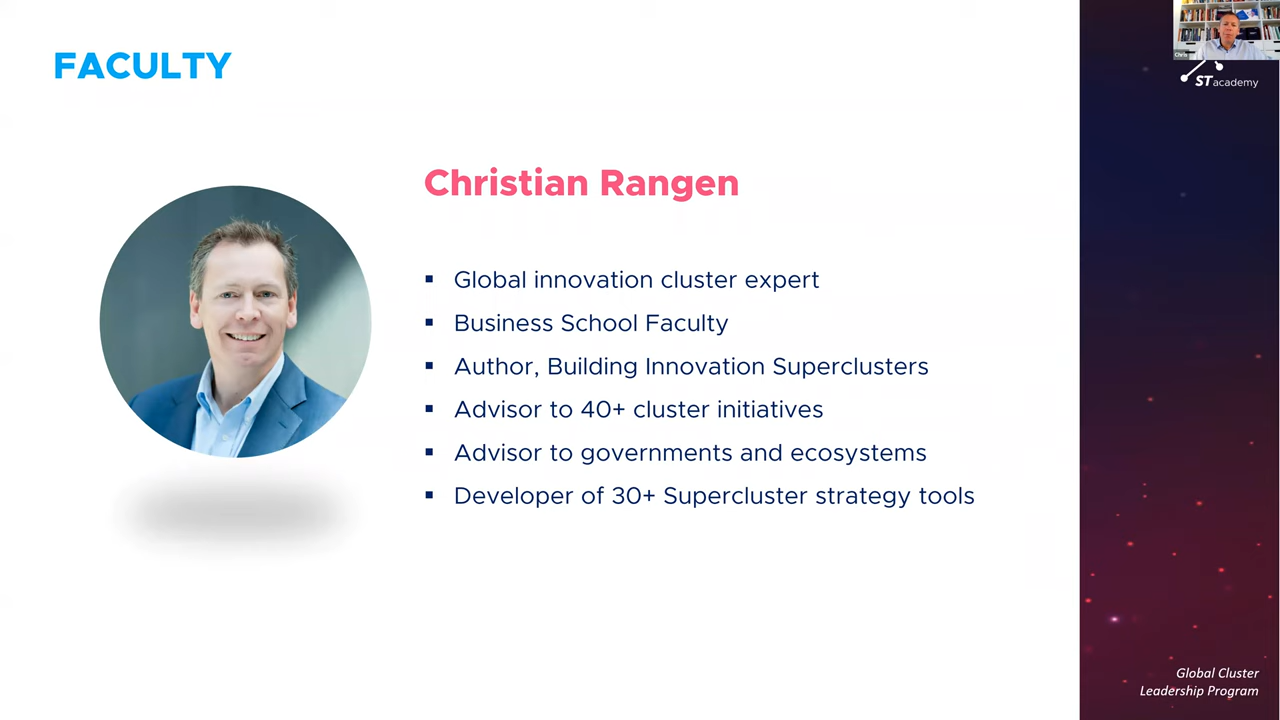 FACULTY
Christian Rangen
▪ Global innovation cluster expert
▪ Business School Faculty
▪ Author, Building Innovation Superclusters
▪ Advisor to 40+ cluster initiatives
▪ Advisor to governments and ecosystems
▪ Developer of 30+ Supercluster strategy tools
ST academy
Global Cluster
Leadership Program